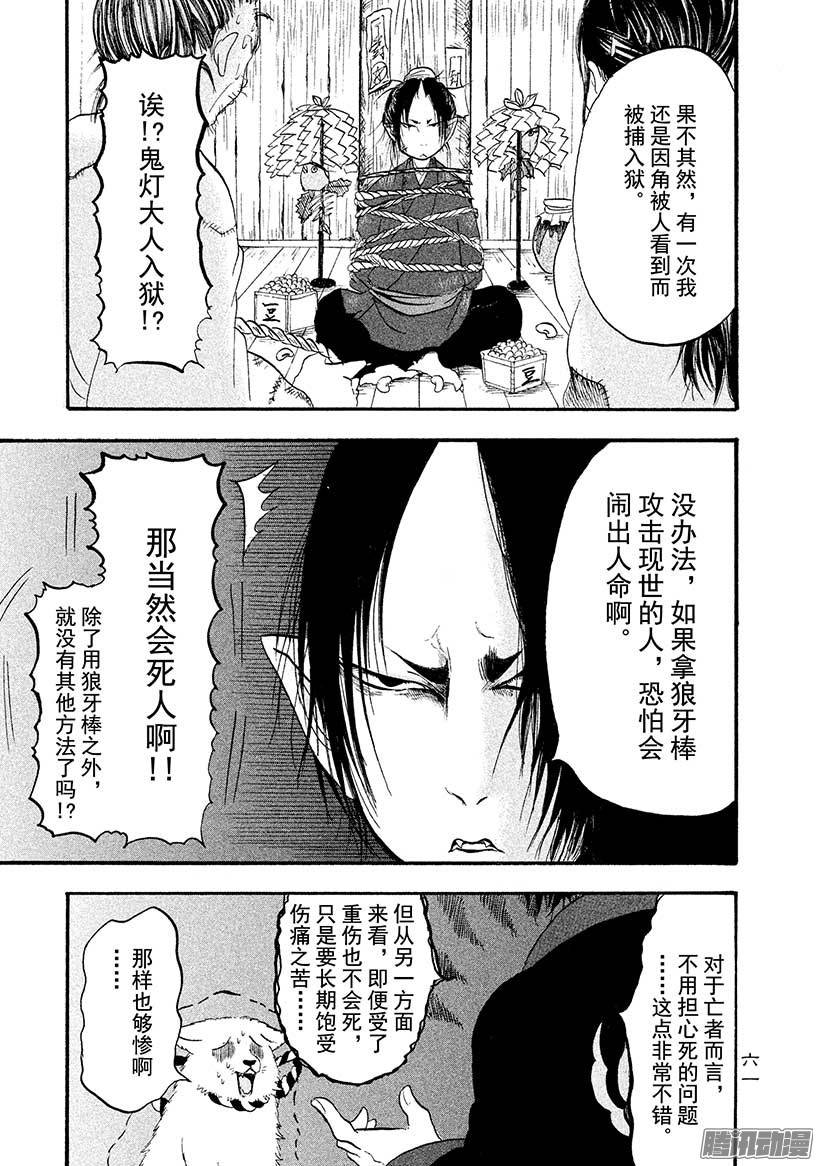 果不其然，有一次我
还是因角被人看到而
被捕入狱。
诶!?鬼灯大人入狱!?
豆
豆
没办法，如果拿狼牙棒
攻击现世的人，恐怕会
闹出人命啊。
那当然会死人啊!!
除了用狼牙棒之外，
就没有其他方法了吗!?
对于亡者而言，
不用担心死的问题
……这点非常不错。
但从另一方面
来看，即便受了
重伤也不会死，
只是要长期饱受
伤痛之苦……
那样也够惨啊
……
六一
腾讯动漫